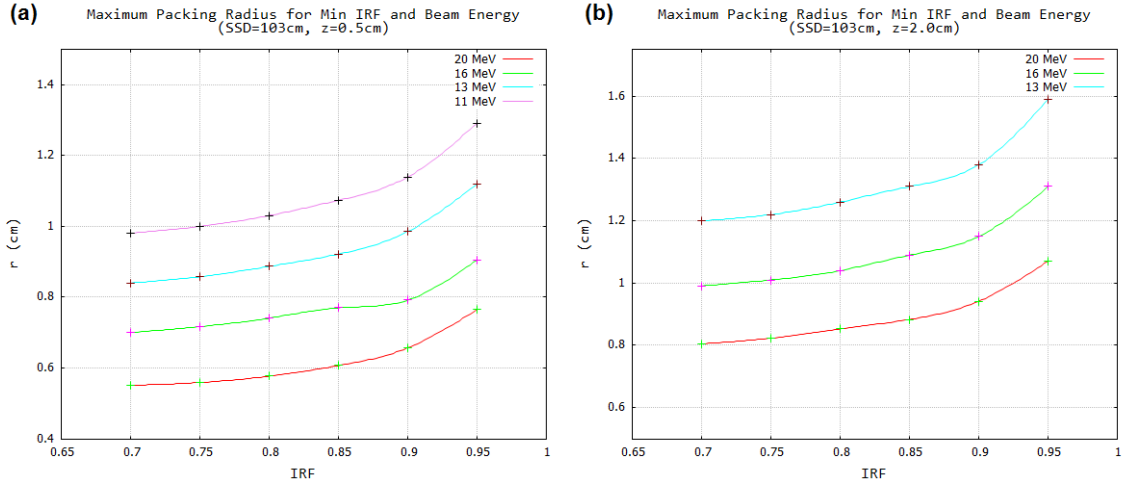 (a)
Maximum Packing Radius for Min IRF and Beam Energy
(SSD=103cm, z=0.5cm)
20 MeV
16 MeV
13 MeV
11 MeV
1.4
1.2
1
0.8
0.6
0.4
r (cm)
0.65 0.7 0.75 0.8 0.85 0.9 0.95 1
IRF
(b)
Maximum Packing Radius for Min IRF and Beam Energy
(SSD=103cm, z=2.0cm)
20 MeV
16 MeV
13 MeV
1.6
1.4
1.2
1
0.8
0.6
r (cm)
0.65 0.7 0.75 0.8 0.85 0.9 0.95 1
IRF